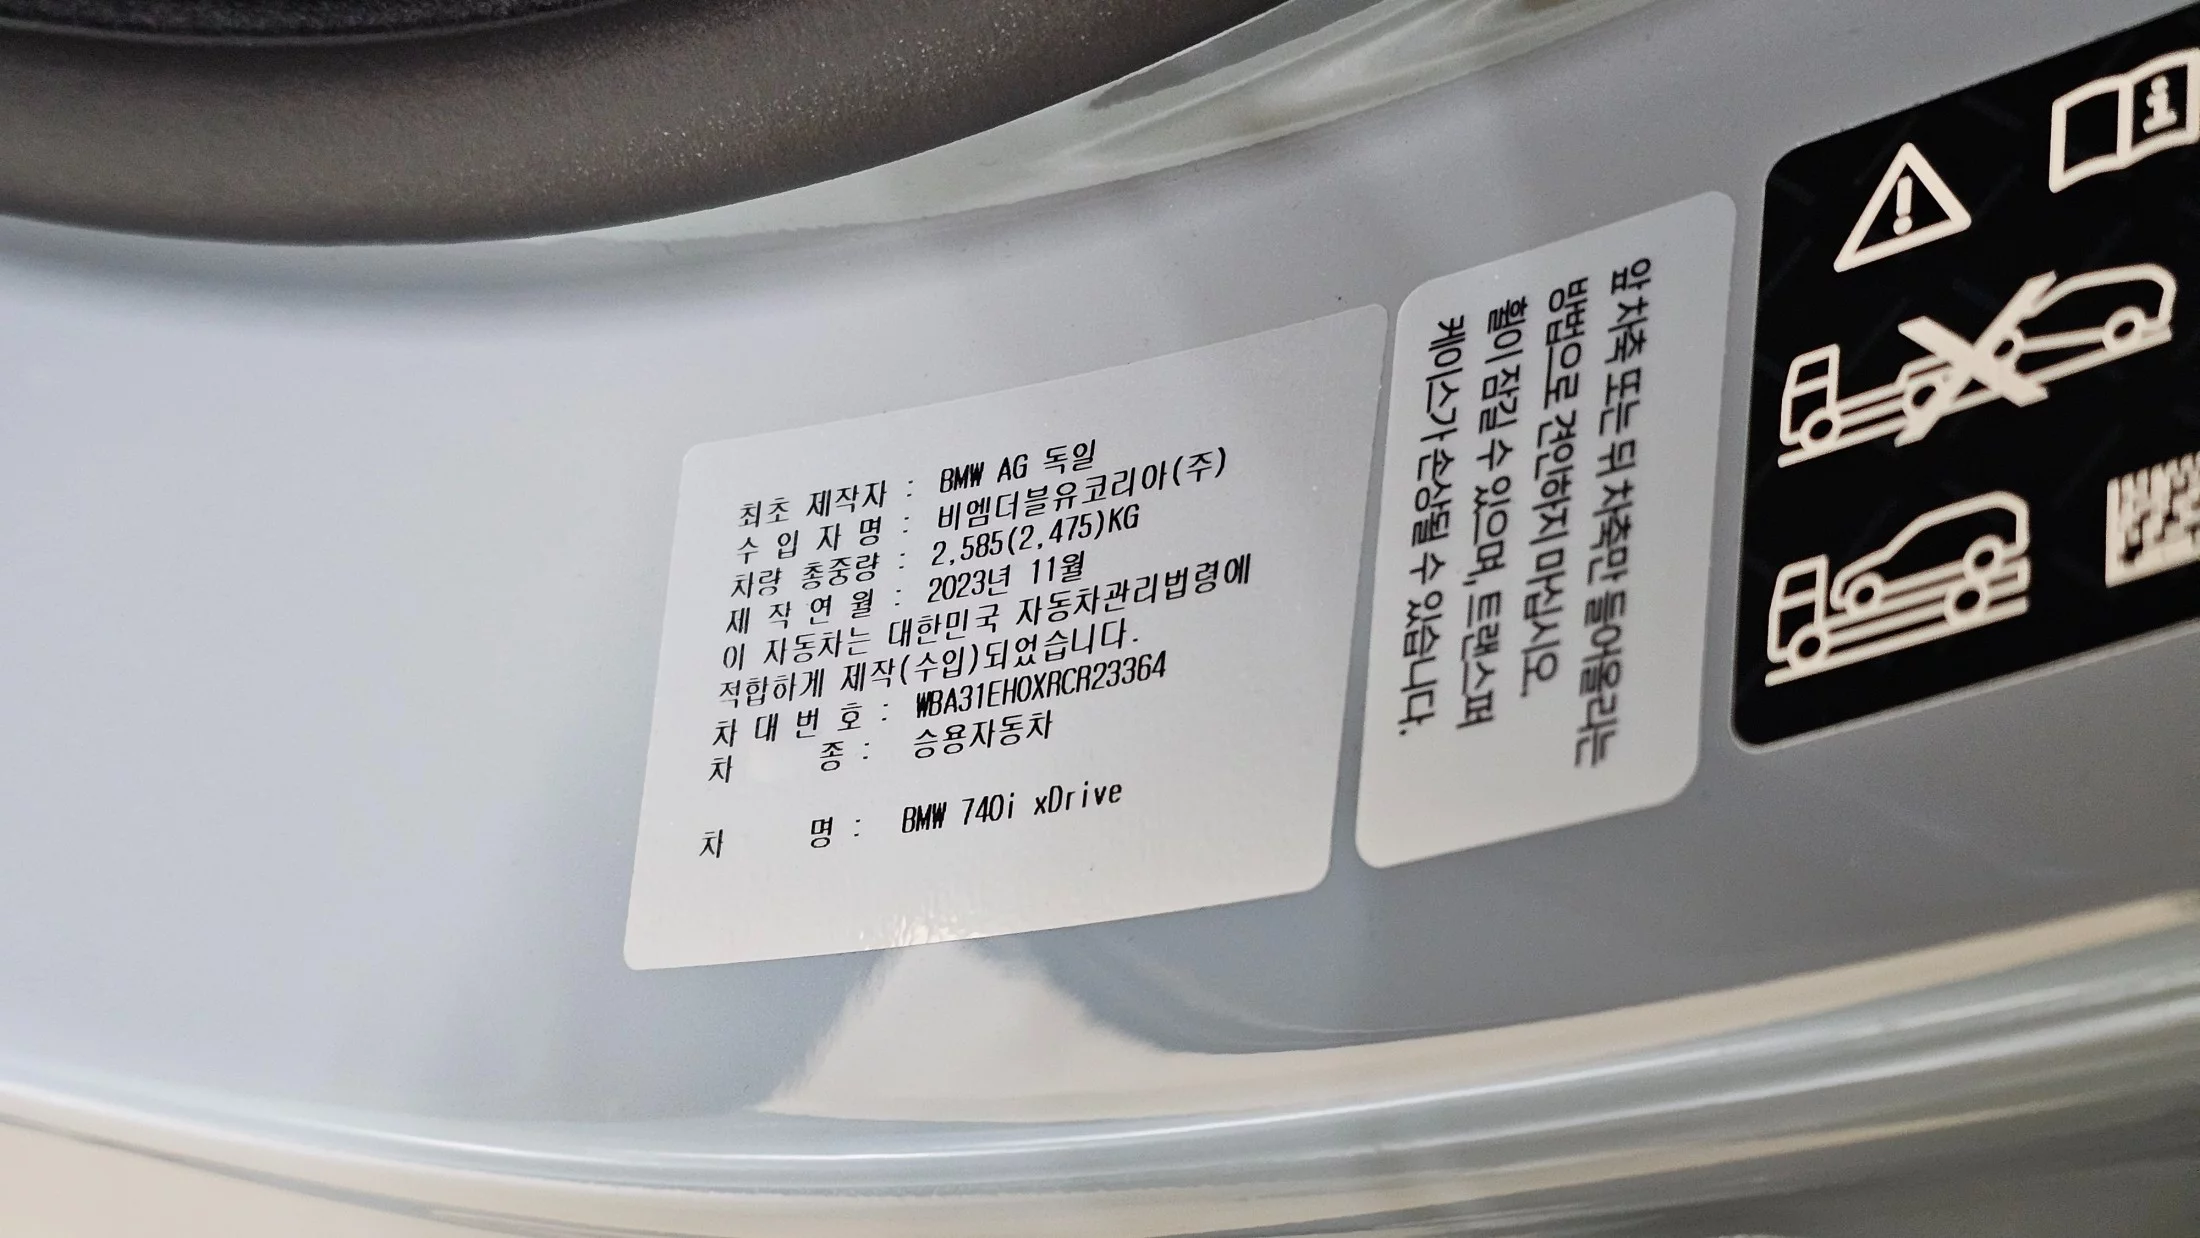 최초 제작자 : BMW AG 독일
수 입 자 명 : 비엠더블유코리아(주)
차량 총중량 : 2,585(2,475)KG
제 작 연 월 : 2023년 11월
이 자동차는 대한민국 자동차관리법령에
적합하게 제작(수입)되었습니다.
차 대 번 호 : WBA31EH0XRCR23364
차 종 : 승용자동차
차 명 : BMW 740i xDrive
앞 차축 또는 뒤 차축만 들어올리는
방법으로 견인하지 마십시오.
휠이 잠길 수 있으며, 트랜스퍼
케이스가 손상될 수 있습니다.